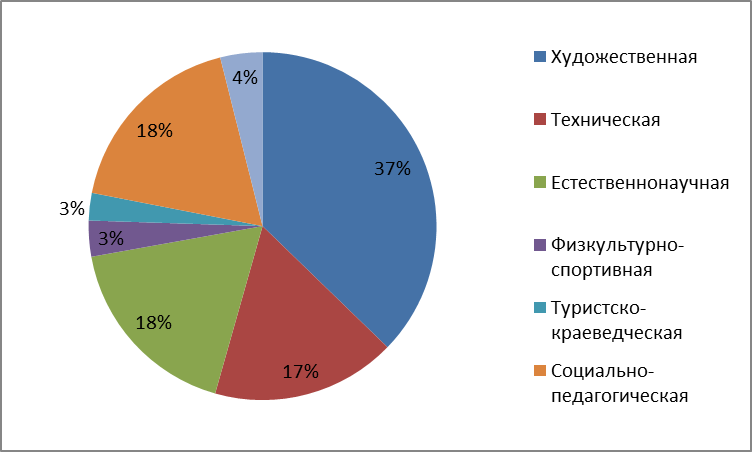 4%
37%
18%
3%
3%
18%
17%
Художественная
Техническая
Естественнонаучная
Физкультурно-
спортивная
Туристско-
краеведческая
Социально-
педагогическая